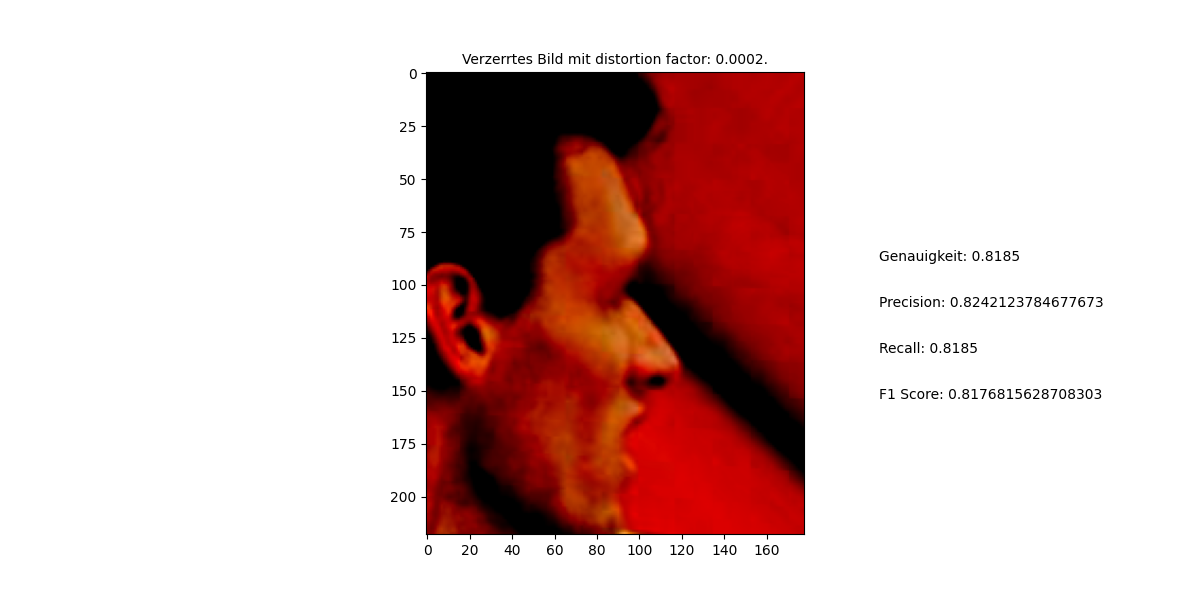 Verzerrtes Bild mit distortion factor: 0.0002.
0
25
50
75
100
125
150
175
200
0 20 40 60 80 100 120 140 160
Genauigkeit: 0.8185
Precision: 0.8242123784677673
Recall: 0.8185
F1 Score: 0.8176815628708303